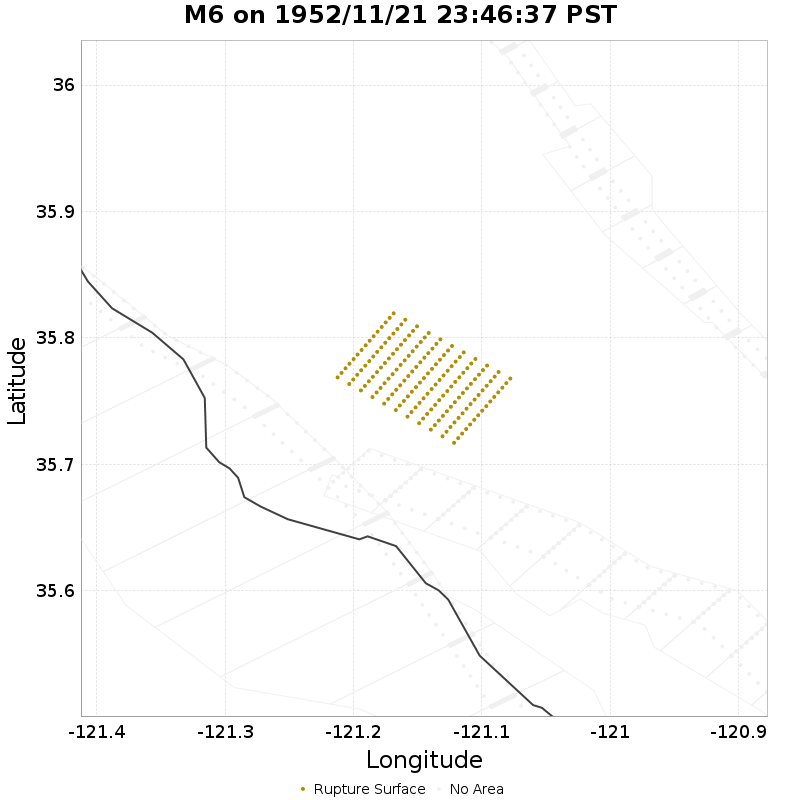 M6 on 1952/11/21 23:46:37 PST
36
35.9
35.8
35.7
35.6
Latitude
-121.4 -121.3 -121.2 -121.1 -121 -120.9
Longitude
Rupture Surface No Area